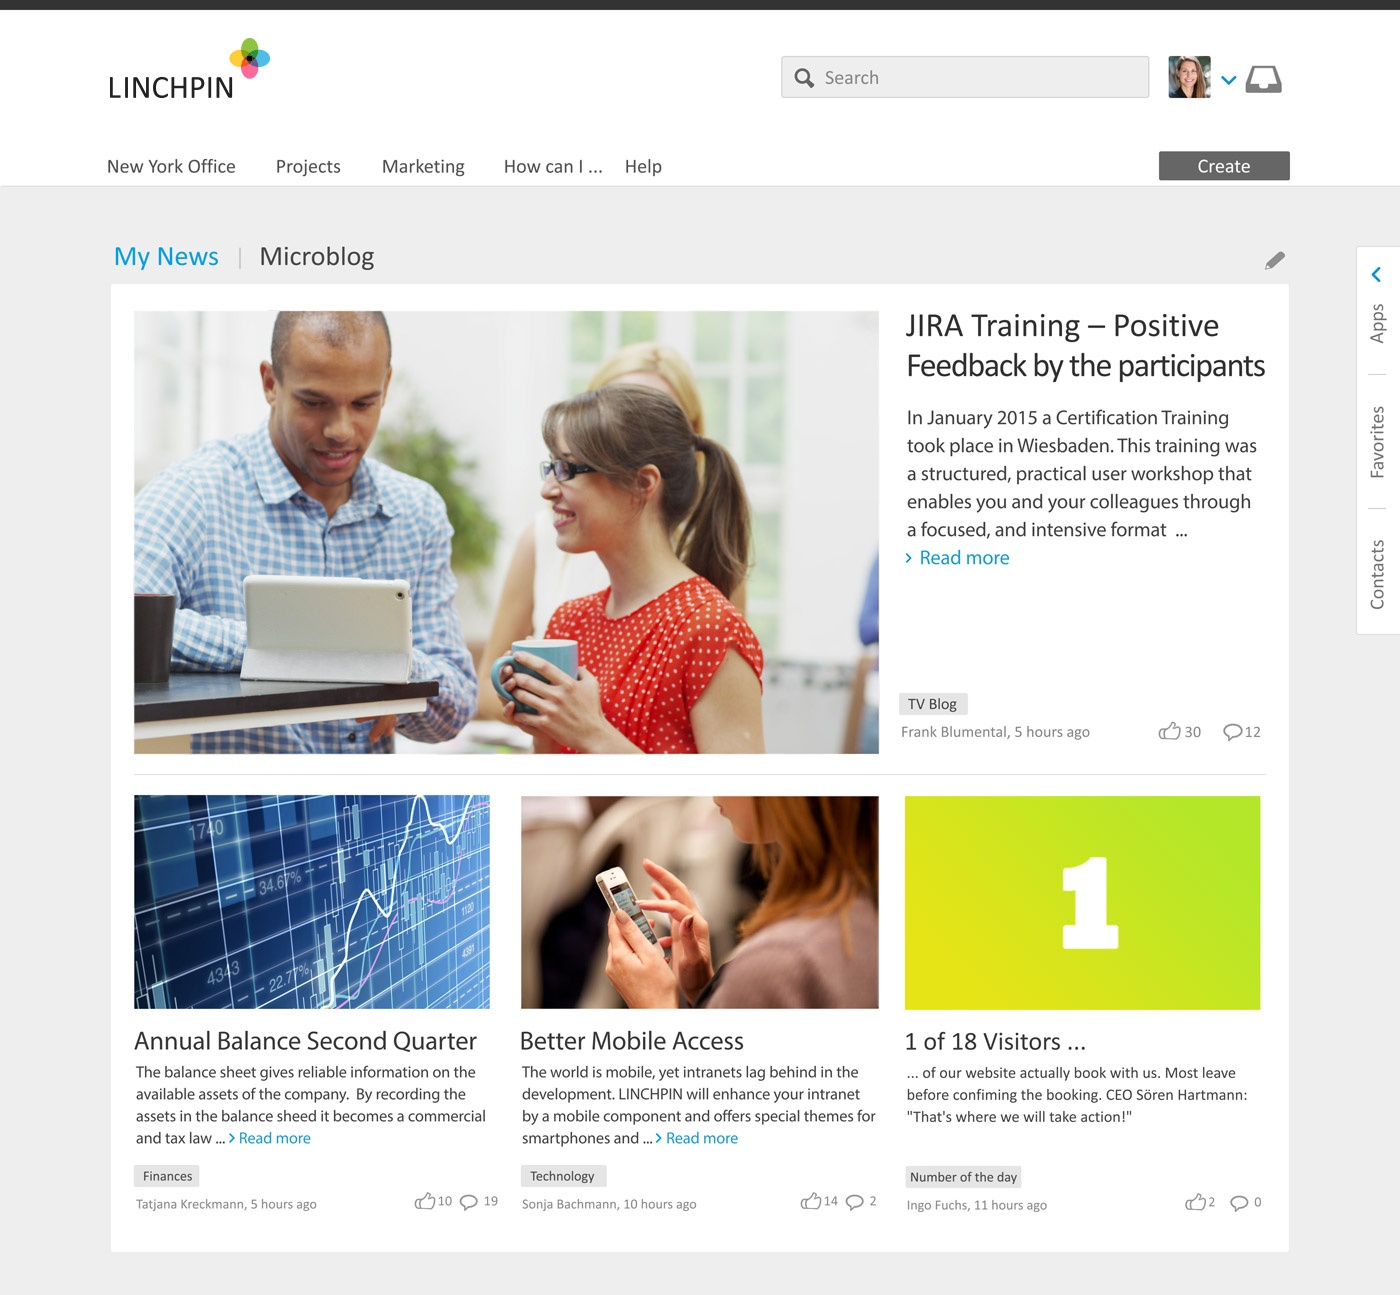 LINCHPIN
Search
New York Office
Projects
Marketing
How can I ...
Help
Create
My News | Microblog
Apps
Favorites
Contacts
JIRA Training – Positive
Feedback by the participants
In January 2015 a Certification Training
took place in Wiesbaden. This training was
a structured, practical user workshop that
enables you and your colleagues through
a focused, and intensive format ...
Read more
TV Blog
Frank Blumental, 5 hours ago
30
12
1740
34.67%
1120
4391
4343
22.77%
Annual Balance Second Quarter
The balance sheet gives reliable information on the
available assets of the company. By recording the
assets in the balance sheed it becomes a commercial
and tax law ... Read more
Finances
Tatjana Kreckmann, 5 hours ago
10
19
Better Mobile Access
The world is mobile, yet intranets lag behind in the
development. LINCHPIN will enhance your intranet
by a mobile component and offers special themes for
smartphones and ... Read more
Technology
Sonja Bachmann, 10 hours ago
14
2
1
1 of 18 Visitors ...
... of our website actually book with us. Most leave
before confiming the booking. CEO Sören Hartmann:
"That's where we will take action!"
Number of the day
Ingo Fuchs, 11 hours ago
2
0